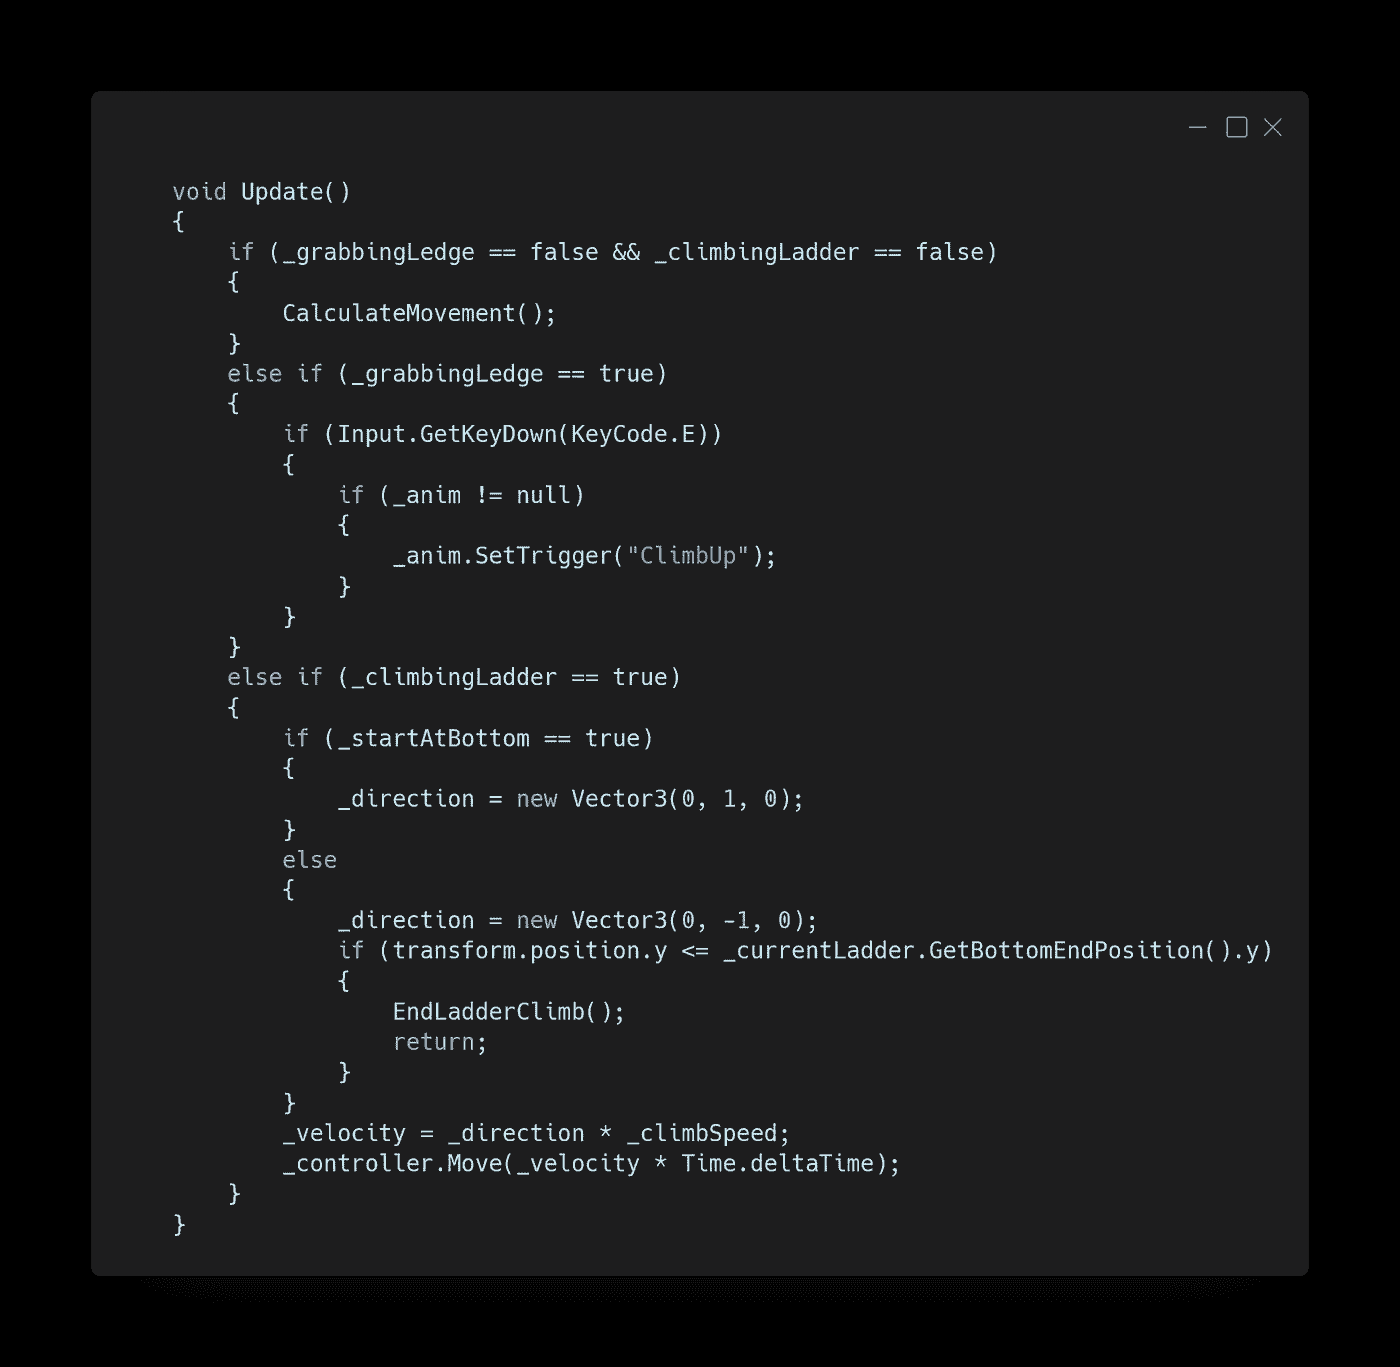 void Update()
{
    if (_grabbingLedge == false && _climbingLadder == false)
    {
        CalculateMovement();
    }
    else if (_grabbingLedge == true)
    {
        if (Input.GetKeyDown(KeyCode.E))
        {
            if (_anim != null)
            {
                _anim.SetTrigger("ClimbUp");
            }
        }
    }
    else if (_climbingLadder == true)
    {
        if (_startAtBottom == true)
        {
            _direction = new Vector3(0, 1, 0);
        }
        else
        {
            _direction = new Vector3(0, -1, 0);
            if (transform.position.y <= _currentLadder.GetBottomEndPosition().y)
            {
                EndLadderClimb();
                return;
            }
        }
        _velocity = _direction * _climbSpeed;
        _controller.Move(_velocity * Time.deltaTime);
    }
}